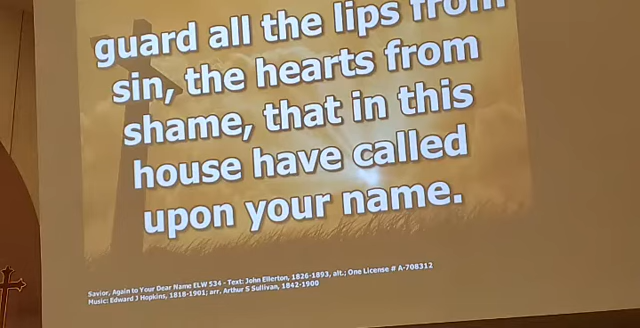 guard all the lips from
sin, the hearts from
shame, that in this
house have called
upon your name.
Savior, Again to Your Dear Name ELW 534 - Text: John Ellerton, 1826-1893, alt.; One License # A-708312
Music: Edward J Hopkins, 1818-1901; arr. Arthur S Sullivan, 1842-1900